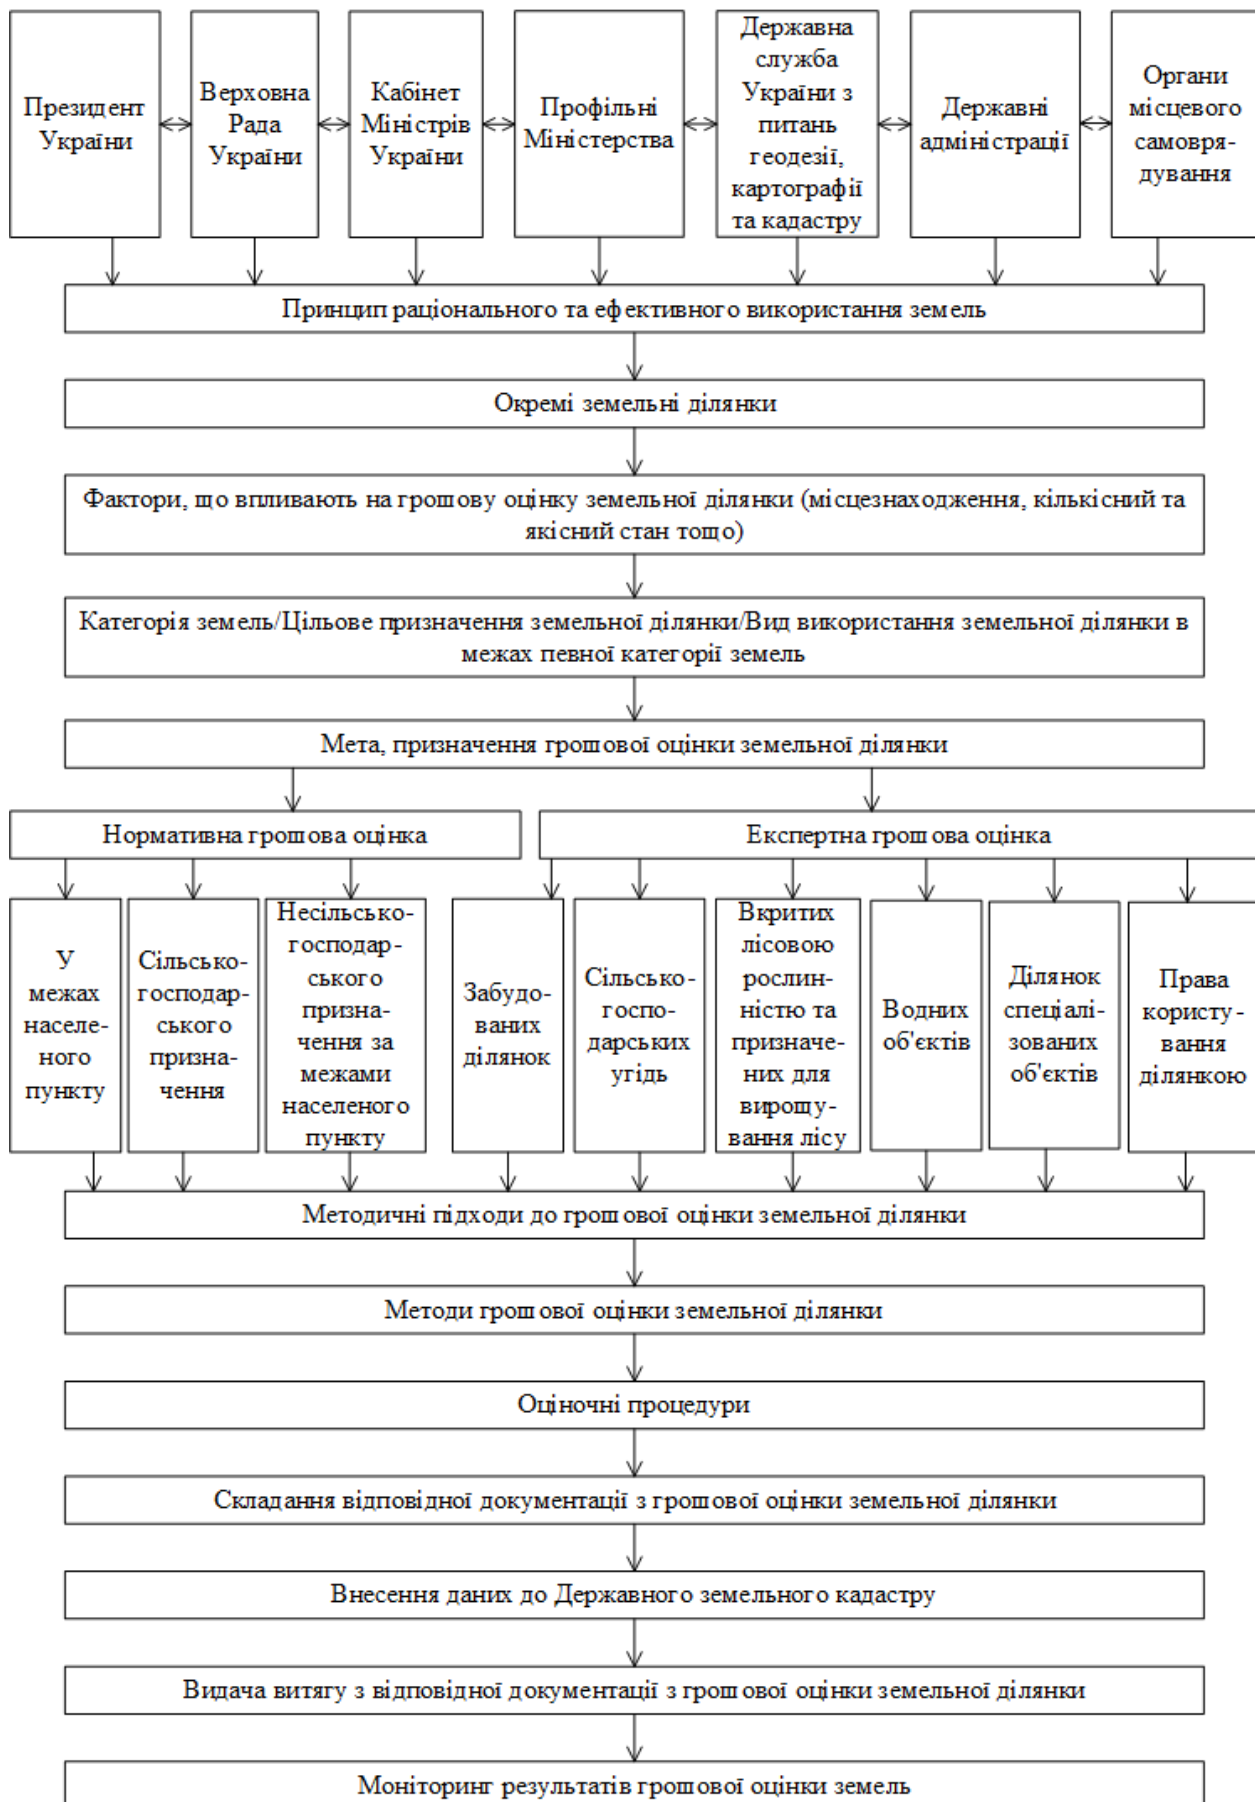 Президент
України
Верховна
Рада
України
Кабінет
Міністрів
України
Профільні
Міністерства
Державна
служба
України з
питань
геодезії,
картографії
та кадастру
Державні
адміністрації
Органи
місцевого
самовря-
дування
Принцип раціонального та ефективного використання земель
Окремі земельні ділянки
Фактори, що впливають на грошову оцінку земельної ділянки (місцезнаходження, кількісний та
якісний стан тощо)
Категорія земель/Цільове призначення земельної ділянки/Вид використання земельної ділянки в
межах певної категорії земель
Мета, призначення грошової оцінки земельної ділянки
Нормативна грошова оцінка
Експертна грошова оцінка
У
межах
населе-
ного
пункту
Сільсько-
господар-
ського
призна-
чення
Несільсько-
господар-
ського
призна-
чення за
межами
населеного
пункту
Забудо-
ваних
ділянок
Сільсько-
госпо-
дарських
угідь
Вкритих
лісовою
рослин-
ністю та
призначе-
них для
вирощу-
вання лісу
Водних
об'єктів
Ділянок
спеціалі-
зованих
об'єктів
Права
користу-
вання
ділянкою
Методичні підходи до грошової оцінки земельної ділянки
Методи грошової оцінки земельної ділянки
Оціночні процедури
Складання відповідної документації з грошової оцінки земельної ділянки
Внесення даних до Державного земельного кадастру
Видача витягу з відповідної документації з грошової оцінки земельної ділянки
Моніторинг результатів грошової оцінки земель